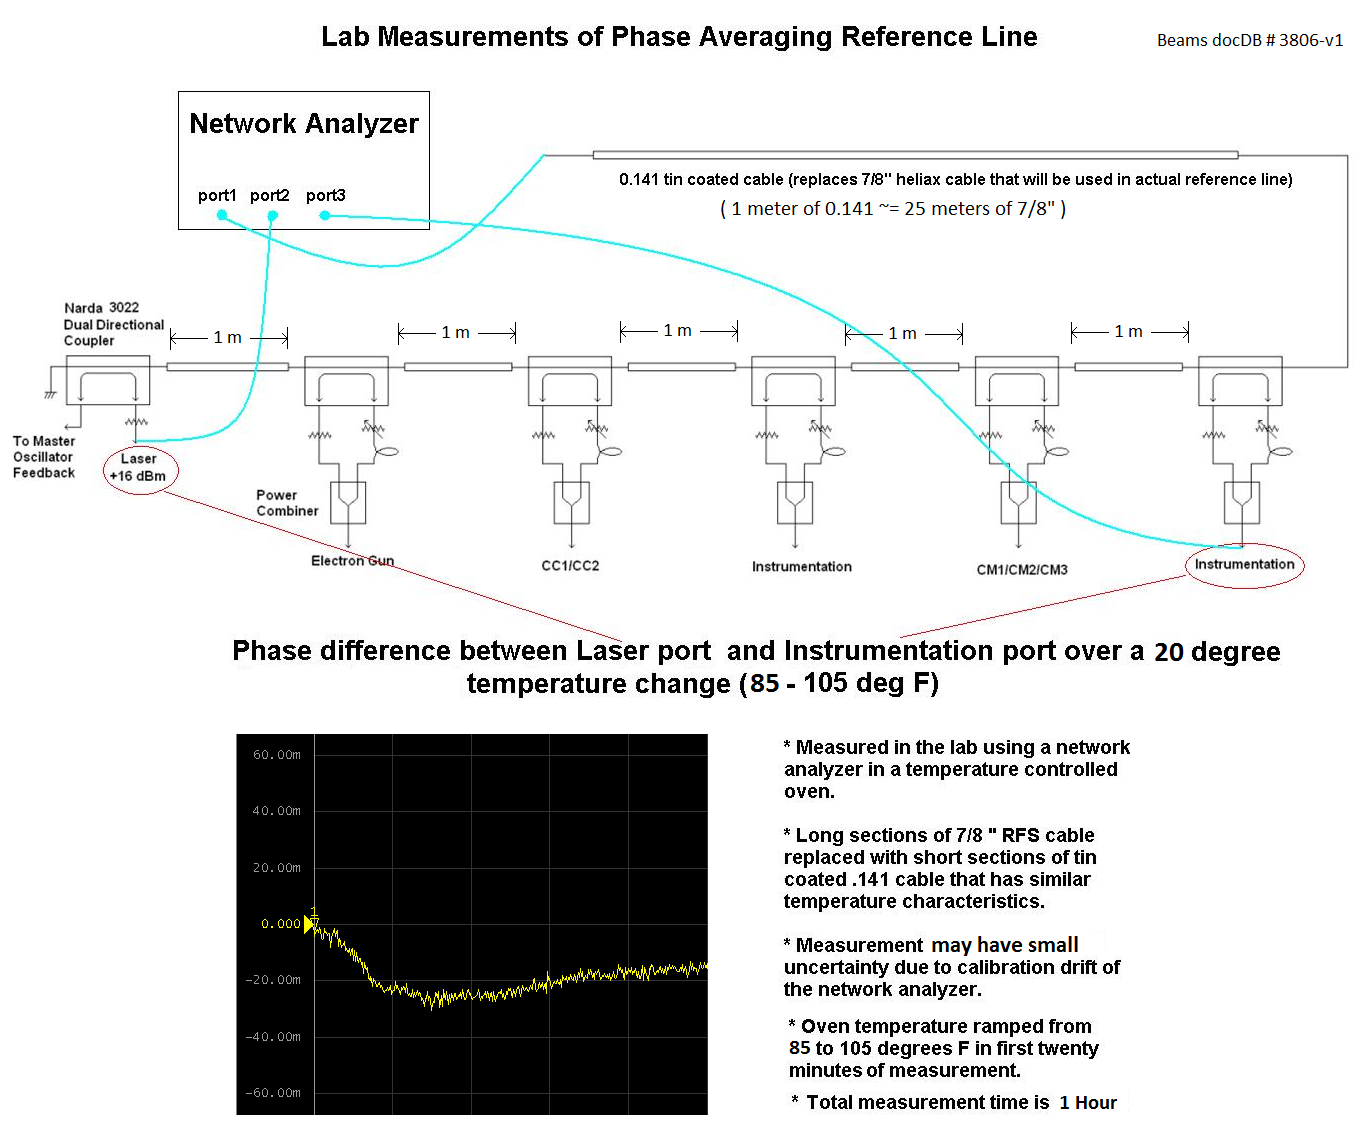 Lab Measurements of Phase Averaging Reference Line
Beams docDB # 3806-v1
Network Analyzer
port1 port2 port3
0.141 tin coated cable (replaces 7/8" heliax cable that will be used in actual reference line)
( 1 meter of 0.141 ~= 25 meters of 7/8" )
Narda 3022
Dual Directional
Coupler
1 m
1 m
1 m
1 m
1 m
To Master
Oscillator
Feedback
Laser
+16 dBm
Power
Combiner
Electron Gun
CC1/CC2
Instrumentation
CM1/CM2/CM3
Instrumentation
Phase difference between Laser port and Instrumentation port over a 20 degree
temperature change (85 - 105 deg F)
60.00m
40.00m
20.00m
0.000
-20.00m
-40.00m
-60.00m
1
* Measured in the lab using a network
analyzer in a temperature controlled
oven.
* Long sections of 7/8 " RFS cable
replaced with short sections of tin
coated .141 cable that has similar
temperature characteristics.
* Measurement may have small
uncertainty due to calibration drift of
the network analyzer.
* Oven temperature ramped from
85 to 105 degrees F in first twenty
minutes of measurement.
* Total measurement time is 1 Hour